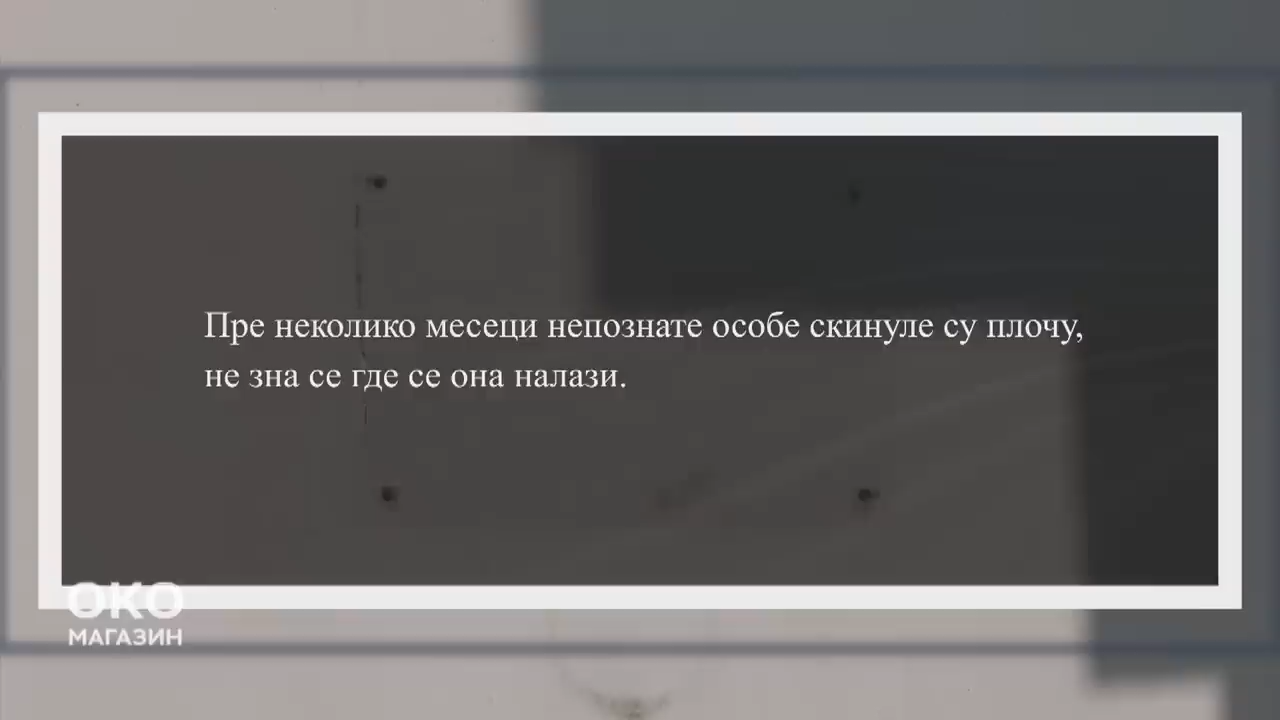 Пре неколико месеци непознате особе скинуле су плочу,
не зна се где се она налази.
ОКО
МАГАЗИН